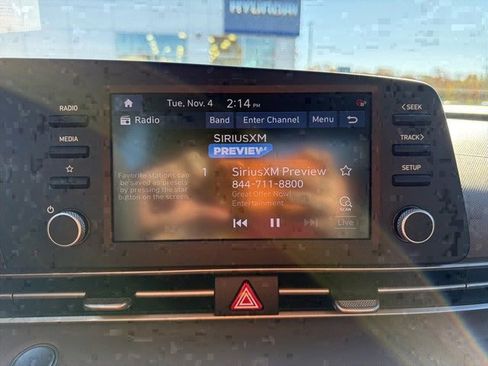 HYUNDAI
RADIO
MEDIA
Tue, Nov. 4 2:14 PM
Radio Band Enter Channel Menu
SIRIUSXM
PREVIEW
Favorite stations can
be saved as presets
by pressing the star
button on the screen.
1
SiriusXM Preview
844-711-8800
Great Offer Now!
Entertainment
SCAN
Live
< SEEK
TRACK >
SETUP